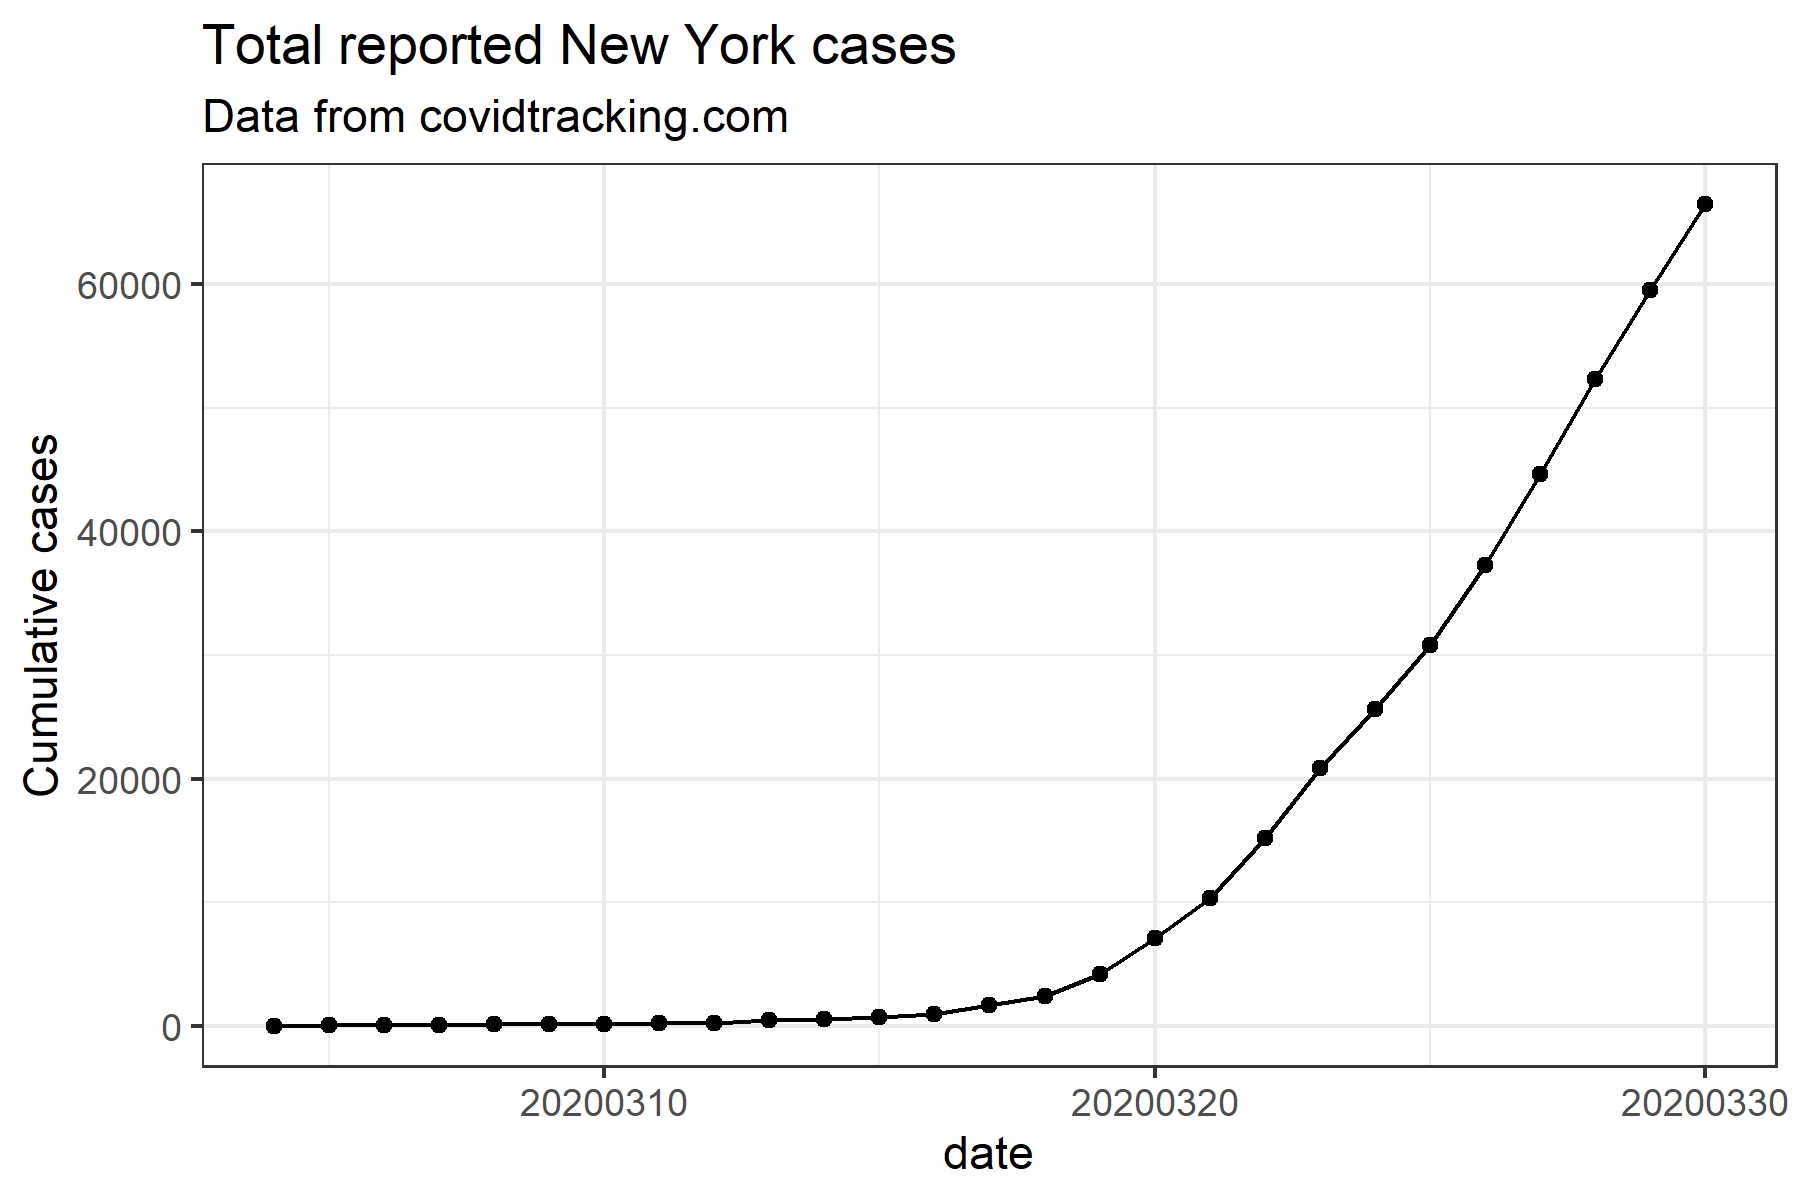 Total reported New York cases
Data from covidtracking.com
Cumulative cases
60000
40000
20000
0
20200310 20200320 20200330
date